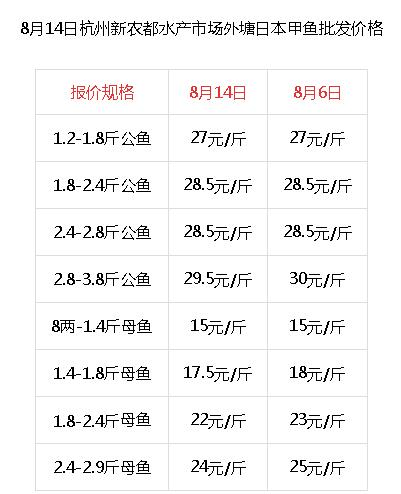 8月14日杭州新农都水产市场外塘日本甲鱼批发价格
报价规格 8月14日 8月6日
1.2-1.8斤公鱼 27元/斤 27元/斤
1.8-2.4斤公鱼 28.5元/斤 28.5元/斤
2.4-2.8斤公鱼 28.5元/斤 28.5元/斤
2.8-3.8斤公鱼 29.5元/斤 30元/斤
8两-1.4斤母鱼 15元/斤 15元/斤
1.4-1.8斤母鱼 17.5元/斤 18元/斤
1.8-2.4斤母鱼 22元/斤 23元/斤
2.4-2.9斤母鱼 24元/斤 25元/斤